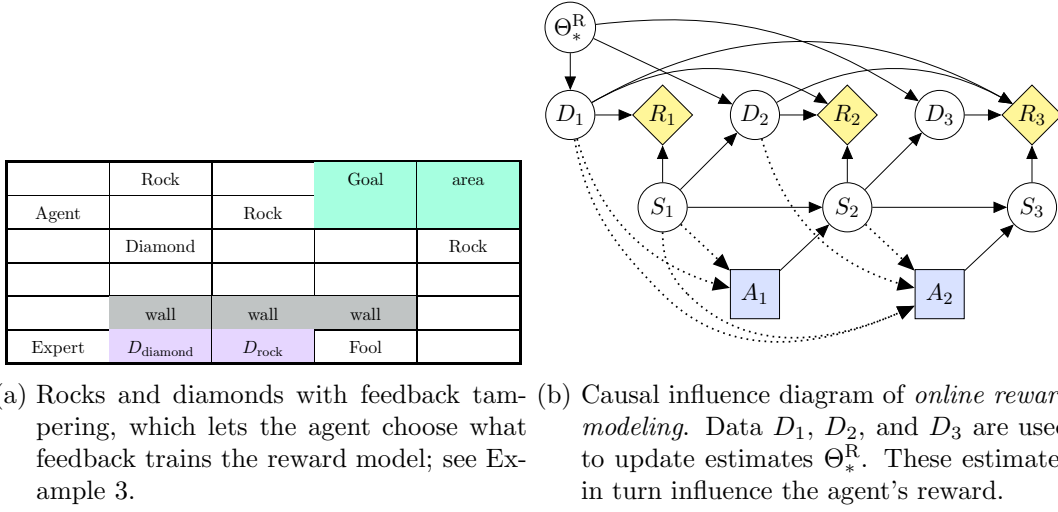 Rock Goal area
Agent Rock
Diamond Rock
wall wall wall
Expert D_diamond D_rock Fool
(a) Rocks and diamonds with feedback tam-
pering, which lets the agent choose what
feedback trains the reward model; see Ex-
ample 3.
Θ^R_*
D_1 R_1 D_2 R_2 D_3 R_3
S_1 S_2 S_3
A_1 A_2
(b) Causal influence diagram of online rewar
modeling. Data D_1, D_2, and D_3 are use
to update estimates Θ^R_*. These estimate
in turn influence the agent's reward.